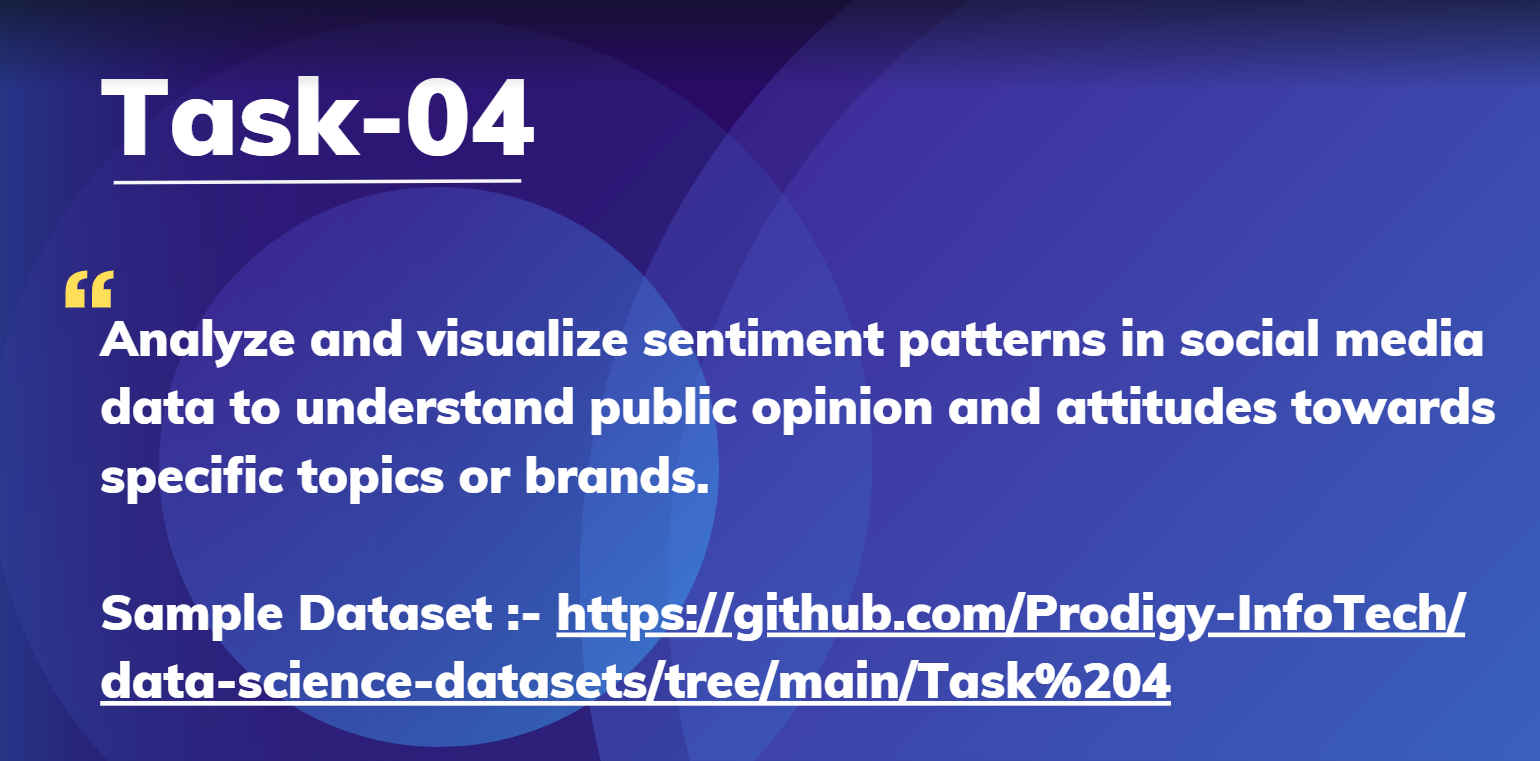 Task-04
“
Analyze and visualize sentiment patterns in social media
data to understand public opinion and attitudes towards
specific topics or brands.
Sample Dataset :- https://github.com/Prodigy-InfoTech/
data-science-datasets/tree/main/Task%204